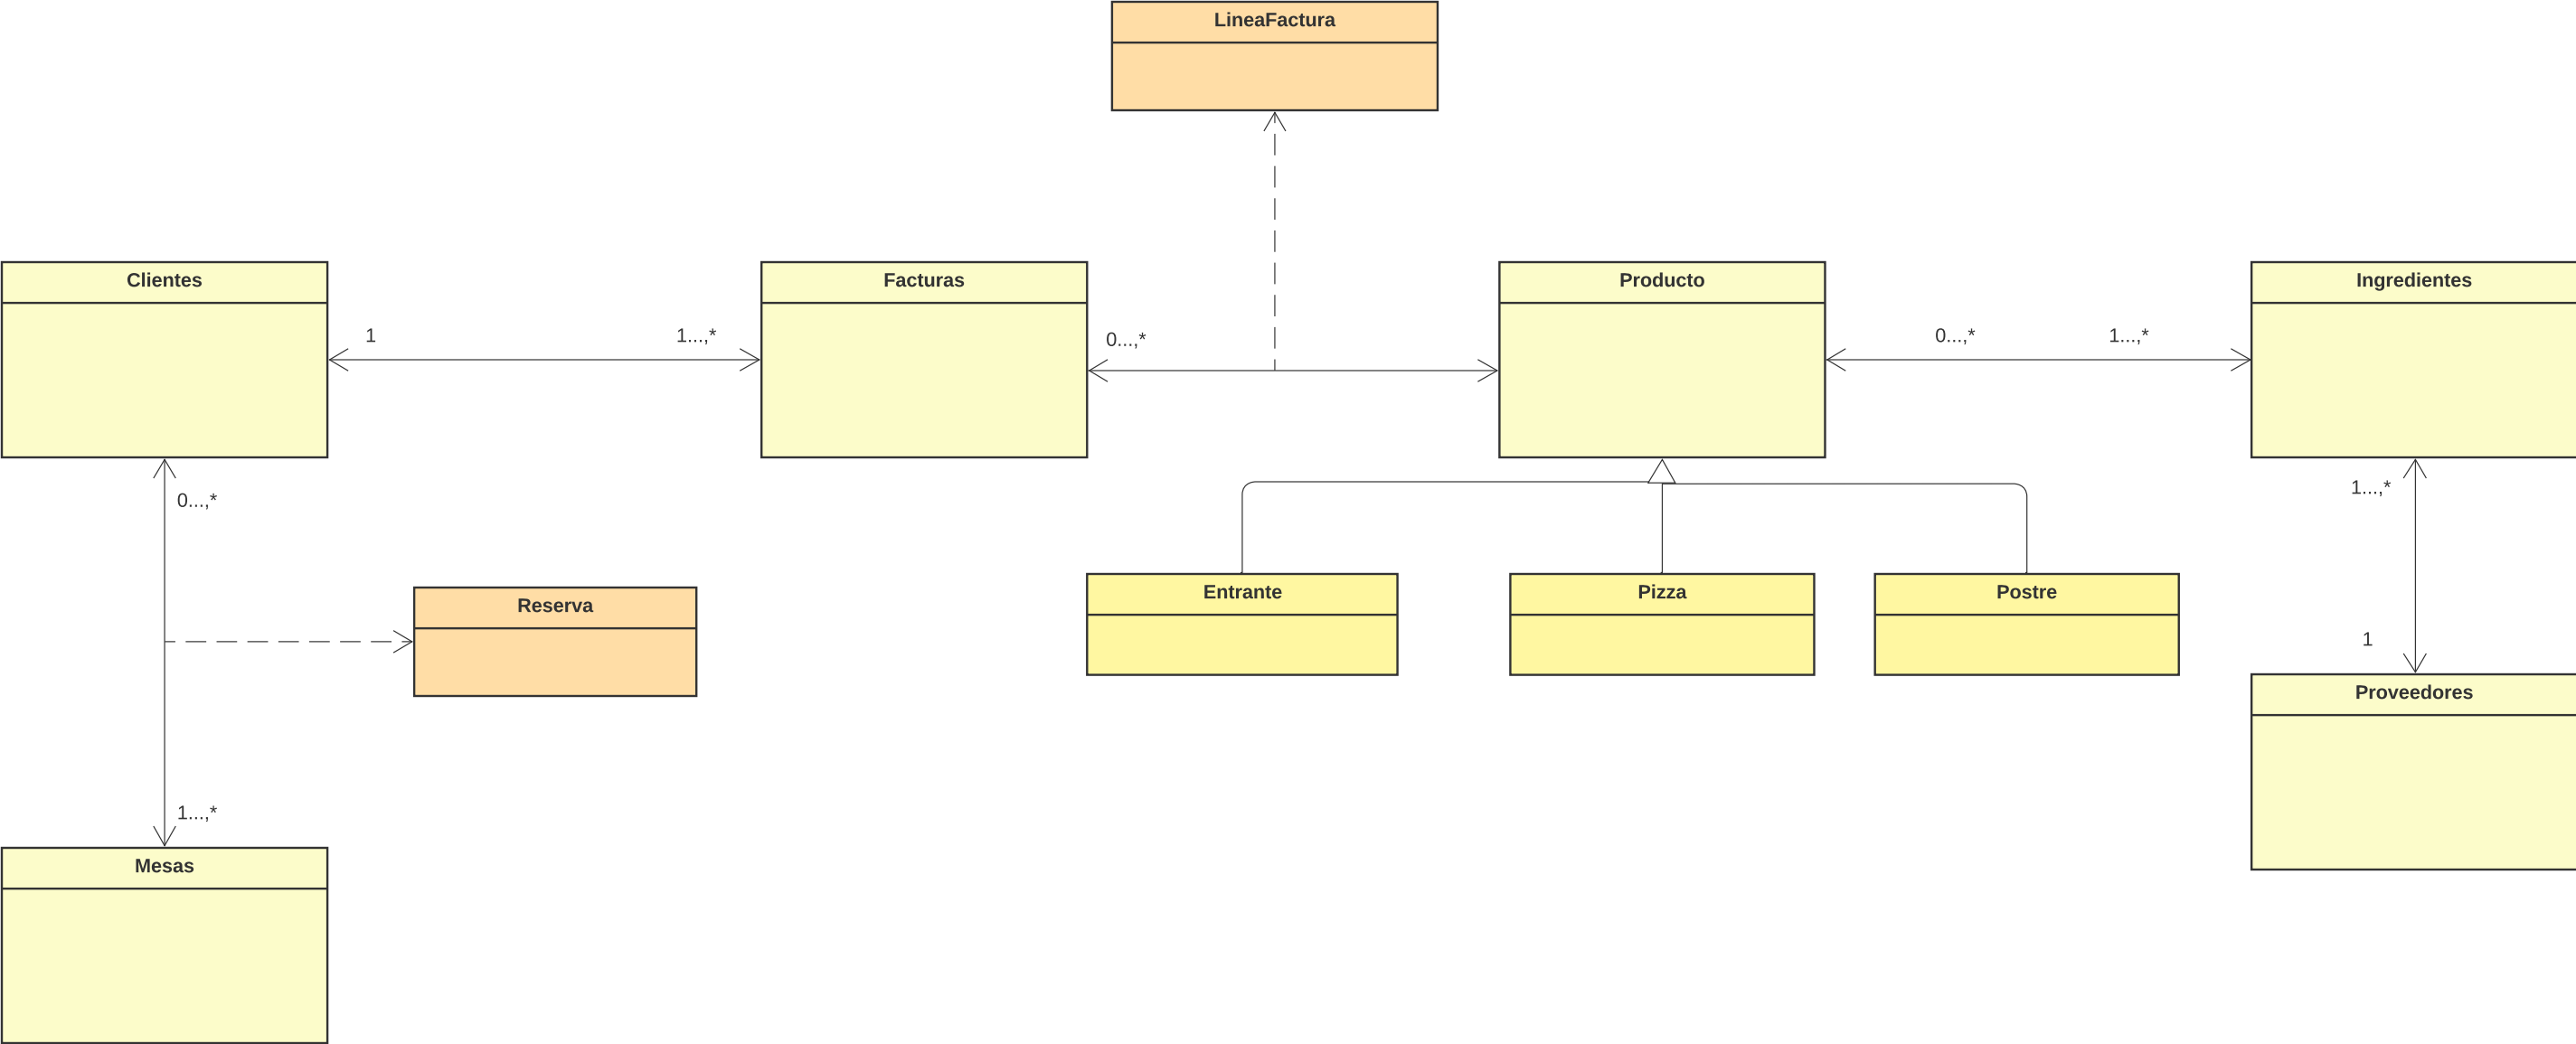 LineaFactura
Clientes
Facturas
Producto
Ingredientes
1
1...,*
0...,*
0...,*
1...,*
0...,*
1...,*
Reserva
Entrante
Pizza
Postre
1
Proveedores
1...,*
Mesas